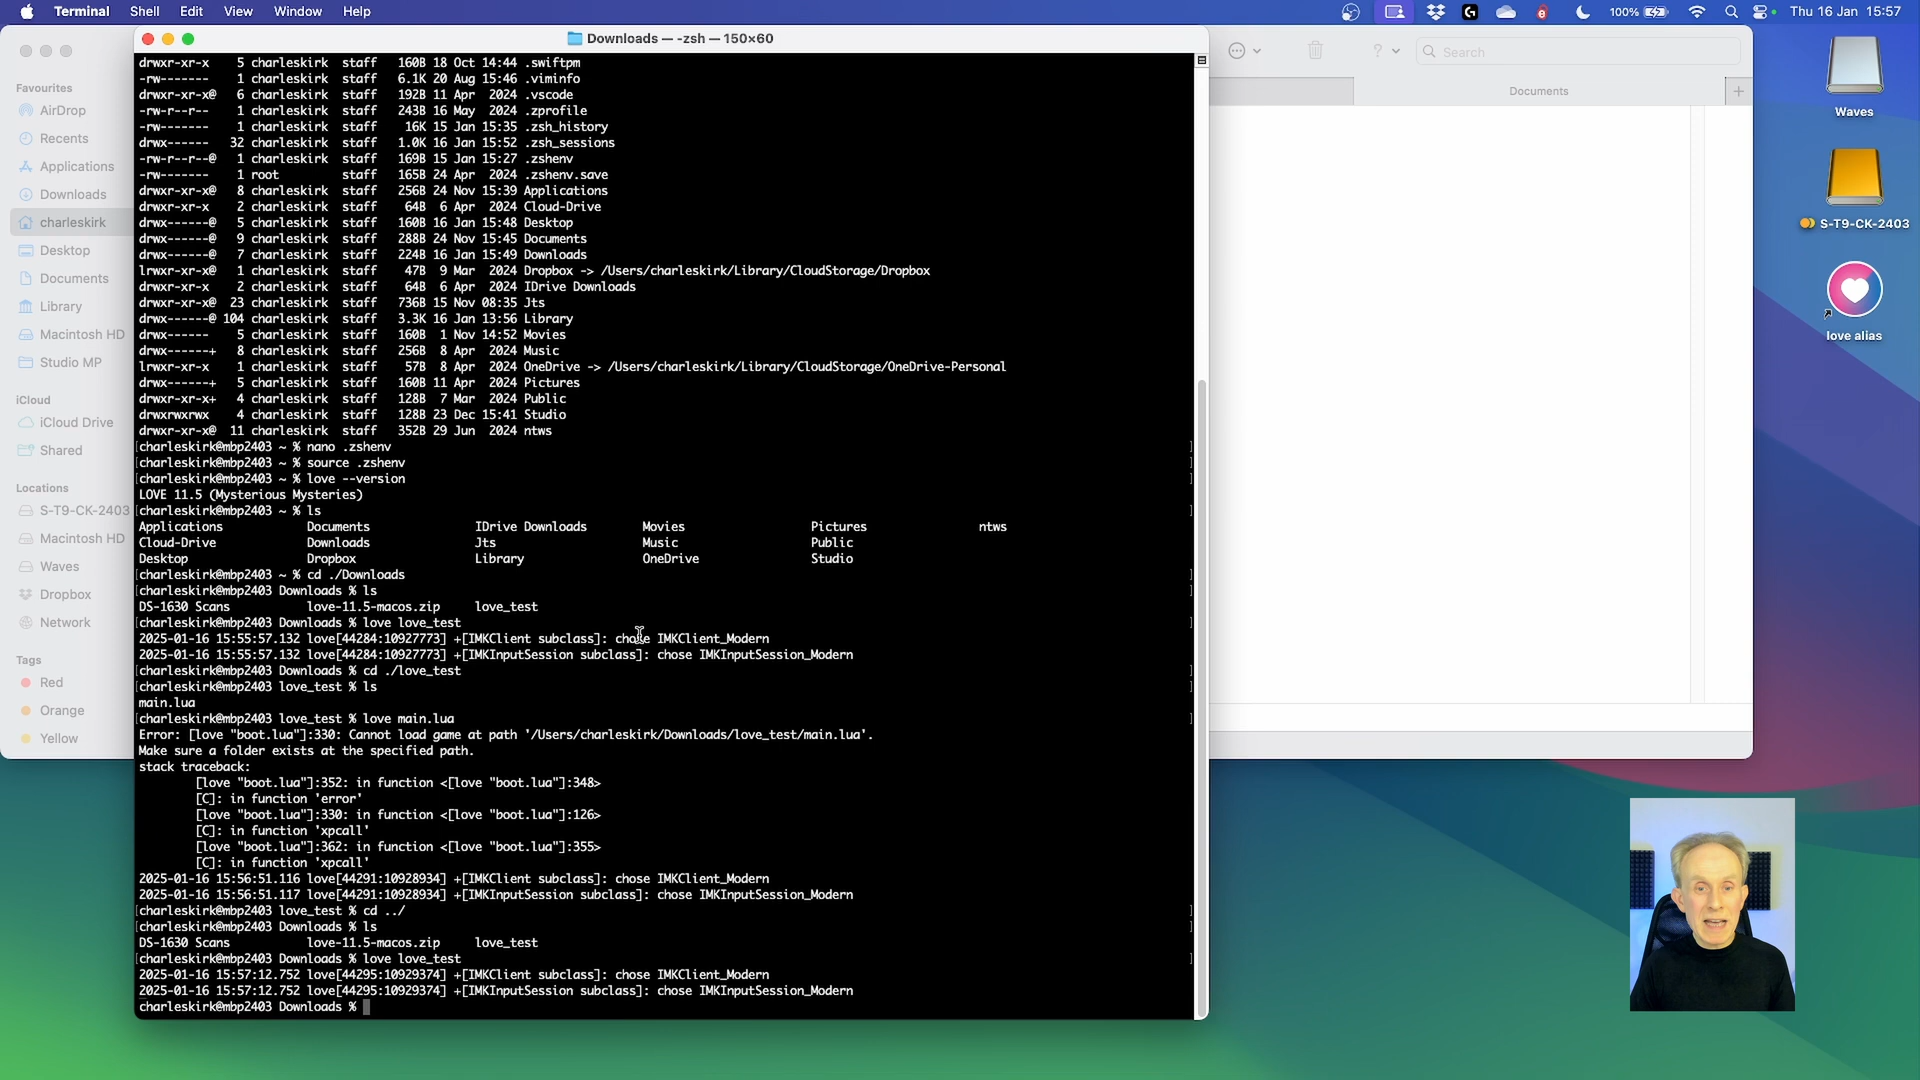 Terminal Shell Edit View Window Help 100% Thu 16 Jan 15:57
Downloads — -zsh — 150×60
Favourites
AirDrop
Recents
Applications
Downloads
charleskirk
Desktop
Documents
Library
Macintosh HD
Studio MP
iCloud
iCloud Drive
Shared
Locations
S-T9-CK-2403
Macintosh HD
Waves
Dropbox
Network
Tags
Red
Orange
Yellow
drwxr-xr-x 5 charleskirk staff 160B 18 Oct 14:44 .swiftpm
-rw------- 1 charleskirk staff 6.1K 20 Aug 15:46 .viminfo
drwxr-xr-x@ 6 charleskirk staff 192B 11 Apr 2024 .vscode
-rw-r--r-- 1 charleskirk staff 243B 16 May 2024 .zprofile
-rw------- 1 charleskirk staff 16K 15 Jan 15:35 .zsh_history
drwx------ 32 charleskirk staff 1.0K 16 Jan 15:52 .zsh_sessions
-rw-r--r--@ 1 charleskirk staff 169B 15 Jan 15:27 .zshenv
-rw------- 1 root staff 165B 24 Apr 2024 .zshenv.save
drwxr-xr-x@ 8 charleskirk staff 256B 24 Nov 15:39 Applications
drwxr-xr-x 2 charleskirk staff 64B 6 Apr 2024 Cloud-Drive
drwx------@ 5 charleskirk staff 160B 16 Jan 15:48 Desktop
drwx------@ 9 charleskirk staff 288B 24 Nov 15:45 Documents
drwx------@ 7 charleskirk staff 224B 16 Jan 15:49 Downloads
lrwxr-xr-x@ 1 charleskirk staff 47B 9 Mar 2024 Dropbox -> /Users/charleskirk/Library/CloudStorage/Dropbox
drwxr-xr-x 2 charleskirk staff 64B 6 Apr 2024 IDrive Downloads
drwxr-xr-x@ 23 charleskirk staff 736B 15 Nov 08:35 Jts
drwx------@ 104 charleskirk staff 3.3K 16 Jan 13:56 Library
drwx------ 5 charleskirk staff 160B 1 Nov 14:52 Movies
drwx------+ 8 charleskirk staff 256B 8 Apr 2024 Music
lrwxr-xr-x 1 charleskirk staff 57B 8 Apr 2024 OneDrive -> /Users/charleskirk/Library/CloudStorage/OneDrive-Personal
drwx------+ 5 charleskirk staff 160B 11 Apr 2024 Pictures
drwxr-xr-x+ 4 charleskirk staff 128B 7 Mar 2024 Public
drwxrwxrwx 4 charleskirk staff 128B 23 Dec 15:41 Studio
drwxr-xr-x@ 11 charleskirk staff 352B 29 Jun 2024 ntws
[charleskirk@mbp2403 ~ % nano .zshenv ]
[charleskirk@mbp2403 ~ % source .zshenv ]
[charleskirk@mbp2403 ~ % love --version ]
LOVE 11.5 (Mysterious Mysteries)
[charleskirk@mbp2403 ~ % ls ]
Applications Documents IDrive Downloads Movies Pictures ntws
Cloud-Drive Downloads Jts Music Public
Desktop Dropbox Library OneDrive Studio
[charleskirk@mbp2403 ~ % cd ./Downloads ]
[charleskirk@mbp2403 Downloads % ls ]
DS-1630 Scans love-11.5-macos.zip love_test
[charleskirk@mbp2403 Downloads % love love_test ]
2025-01-16 15:55:57.132 love[44284:10927773] +[IMKClient subclass]: chose IMKClient_Modern
2025-01-16 15:55:57.132 love[44284:10927773] +[IMKInputSession subclass]: chose IMKInputSession_Modern
[charleskirk@mbp2403 Downloads % cd ./love_test ]
[charleskirk@mbp2403 love_test % ls ]
main.lua
[charleskirk@mbp2403 love_test % love main.lua ]
Error: [love "boot.lua"]:330: Cannot load game at path '/Users/charleskirk/Downloads/love_test/main.lua'.
Make sure a folder exists at the specified path.
stack traceback:
[love "boot.lua"]:352: in function <[love "boot.lua"]:348>
[C]: in function 'error'
[love "boot.lua"]:330: in function <[love "boot.lua"]:126>
[C]: in function 'xpcall'
[love "boot.lua"]:362: in function <[love "boot.lua"]:355>
[C]: in function 'xpcall'
2025-01-16 15:56:51.116 love[44291:10928934] +[IMKClient subclass]: chose IMKClient_Modern
2025-01-16 15:56:51.117 love[44291:10928934] +[IMKInputSession subclass]: chose IMKInputSession_Modern
[charleskirk@mbp2403 love_test % cd ../ ]
[charleskirk@mbp2403 Downloads % ls ]
DS-1630 Scans love-11.5-macos.zip love_test
[charleskirk@mbp2403 Downloads % love love_test ]
2025-01-16 15:57:12.752 love[44295:10929374] +[IMKClient subclass]: chose IMKClient_Modern
2025-01-16 15:57:12.752 love[44295:10929374] +[IMKInputSession subclass]: chose IMKInputSession_Modern
charleskirk@mbp2403 Downloads %
? Search
Documents +
Waves
S-T9-CK-2403
love alias